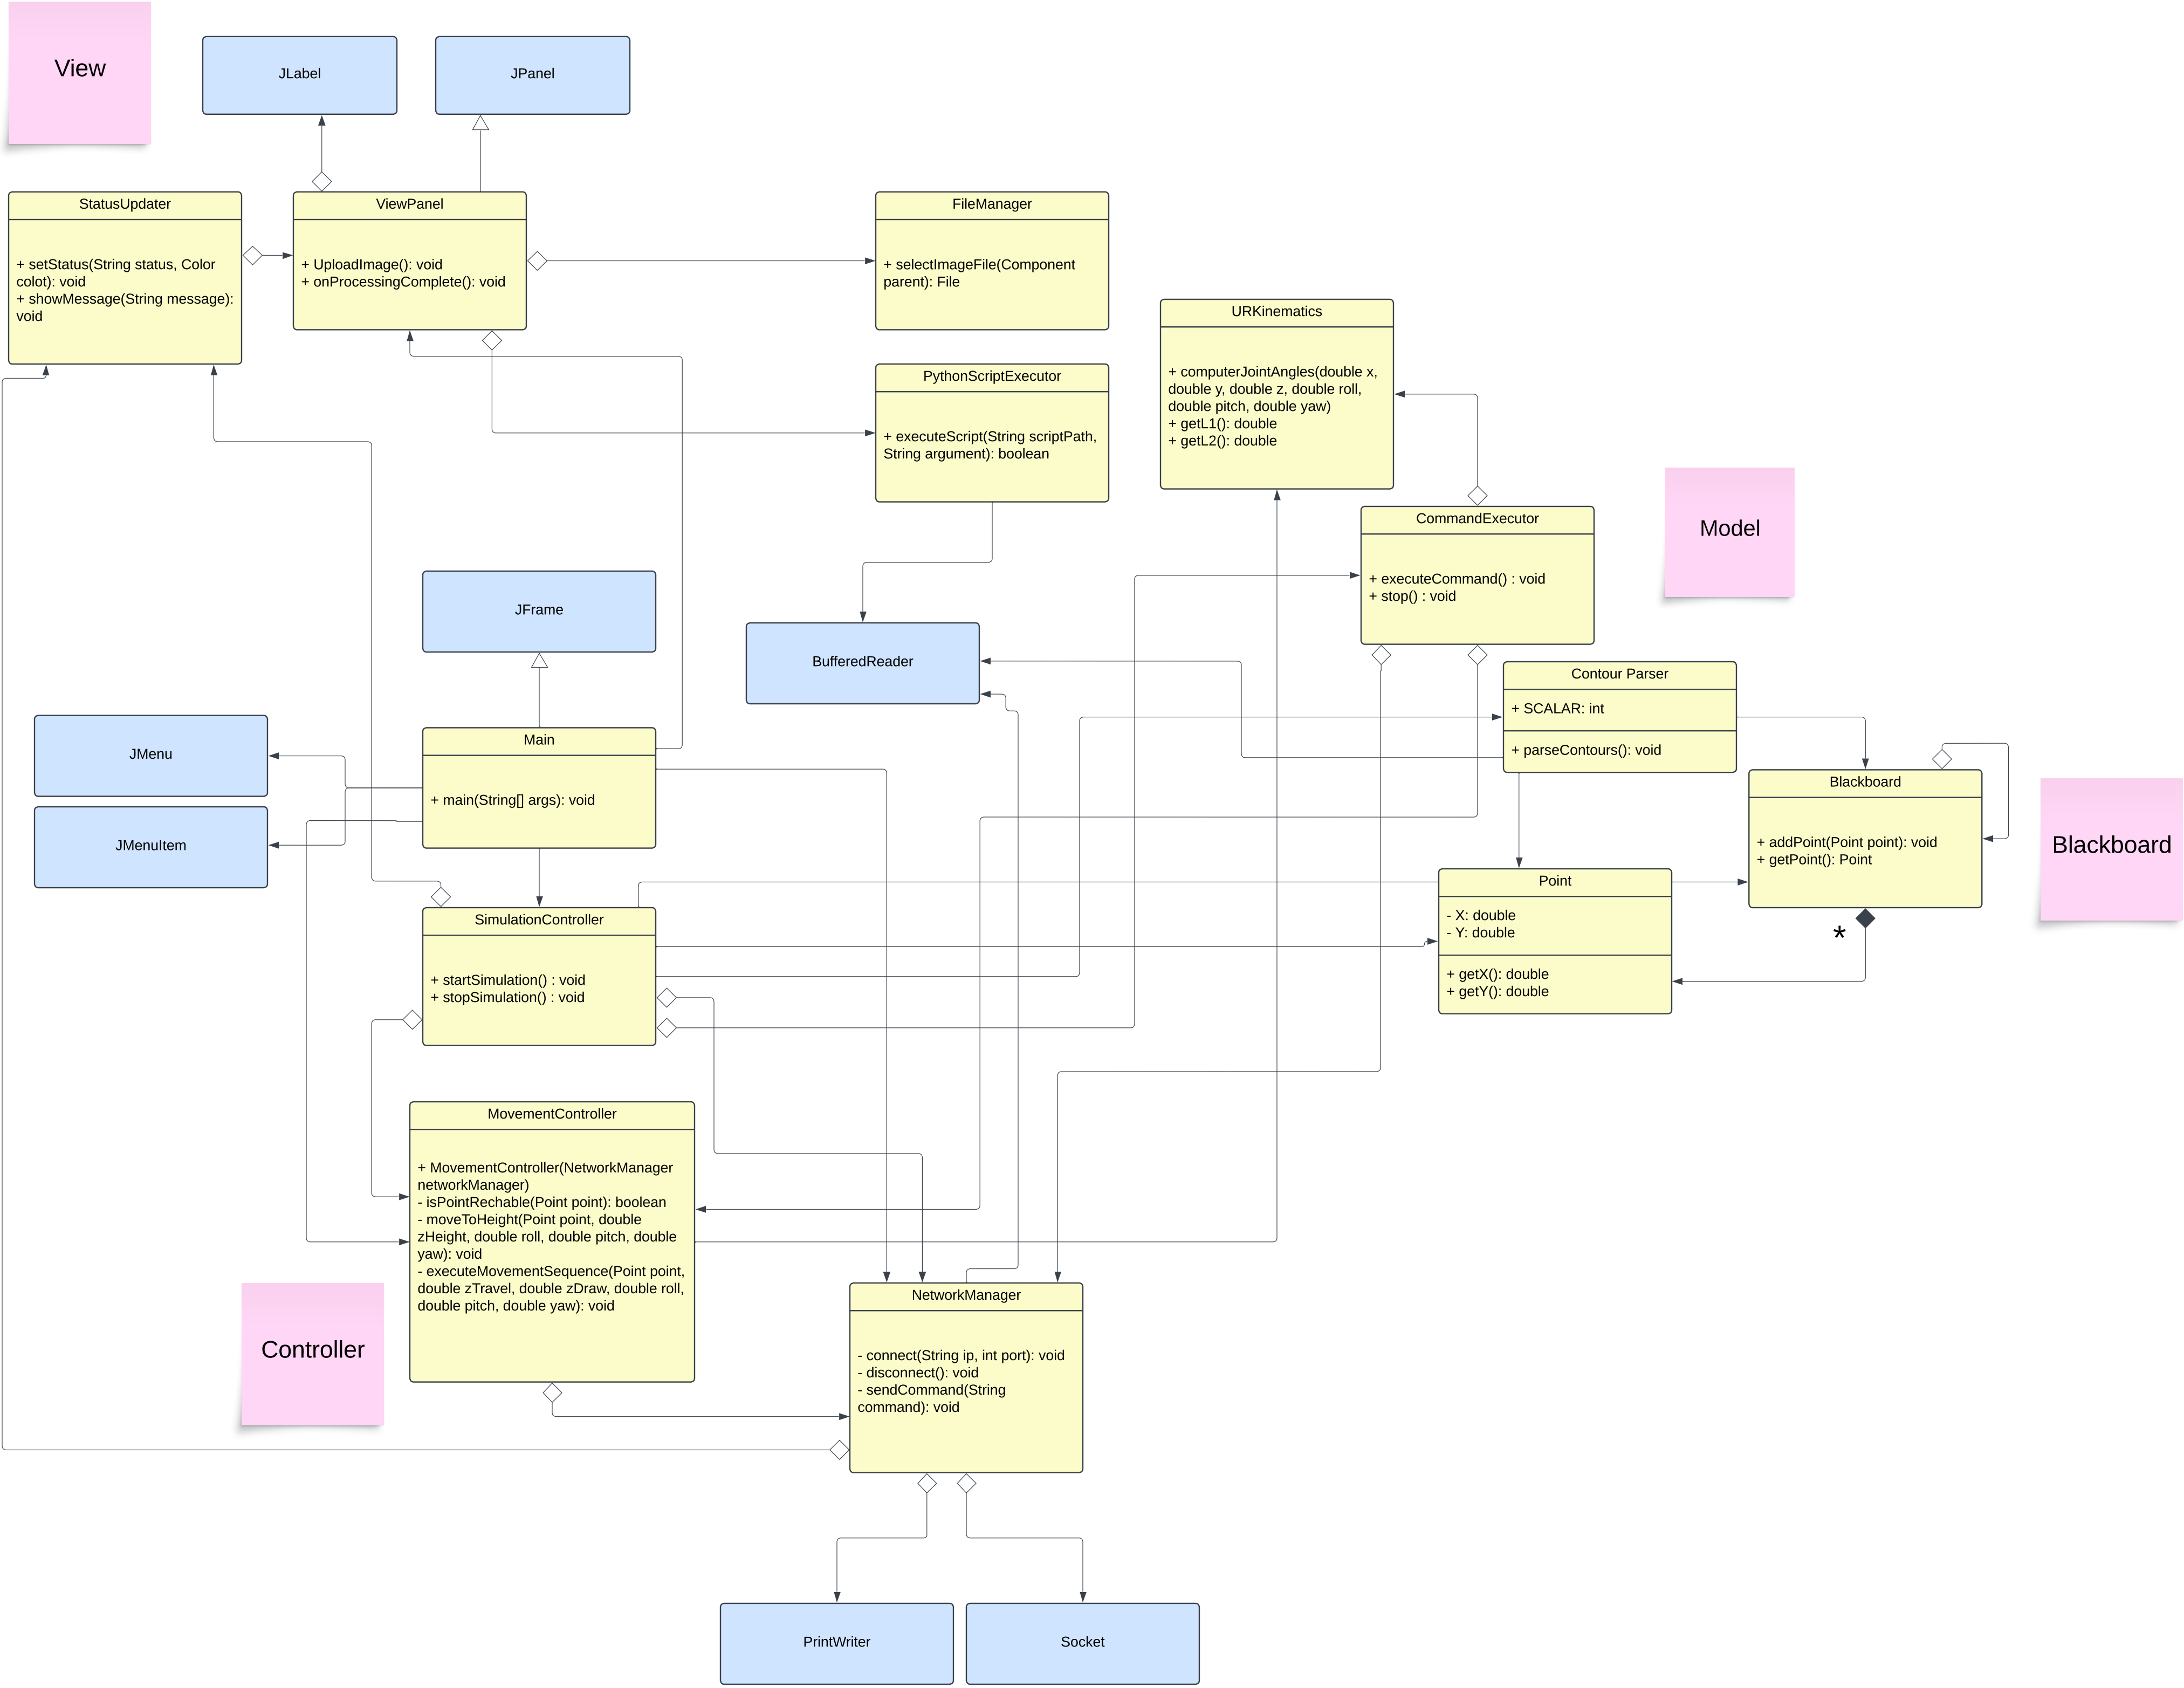 View
JLabel
JPanel
StatusUpdater
+ setStatus(String status, Color
colot): void
+ showMessage(String message):
void
ViewPanel
+ UploadImage(): void
+ onProcessingComplete(): void
FileManager
+ selectImageFile(Component
parent): File
URKinematics
+ computerJointAngles(double x,
double y, double z, double roll,
double pitch, double yaw)
+ getL1(): double
+ getL2(): double
PythonScriptExecutor
+ executeScript(String scriptPath,
String argument): boolean
Model
CommandExecutor
+ executeCommand() : void
+ stop() : void
JFrame
BufferedReader
Contour Parser
+ SCALAR: int
+ parseContours(): void
JMenu
JMenuItem
Main
+ main(String[] args): void
Blackboard
+ addPoint(Point point): void
+ getPoint(): Point
Blackboard
*
Point
- X: double
- Y: double
+ getX(): double
+ getY(): double
SimulationController
+ startSimulation() : void
+ stopSimulation() : void
MovementController
+ MovementController(NetworkManager
networkManager)
- isPointRechable(Point point): boolean
- moveToHeight(Point point, double
zHeight, double roll, double pitch, double
yaw): void
- executeMovementSequence(Point point,
double zTravel, double zDraw, double roll,
double pitch, double yaw): void
Controller
NetworkManager
- connect(String ip, int port): void
- disconnect(): void
- sendCommand(String
command): void
PrintWriter
Socket